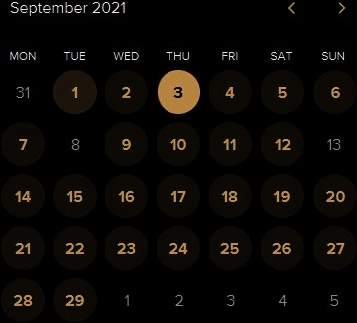 September 2021
MON TUE WED THU FRI SAT SUN
31 1 2 3 4 5 6
7 8 9 10 11 12 13
14 15 16 17 18 19 20
21 22 23 24 25 26 27
28 29 1 2 3 4 5